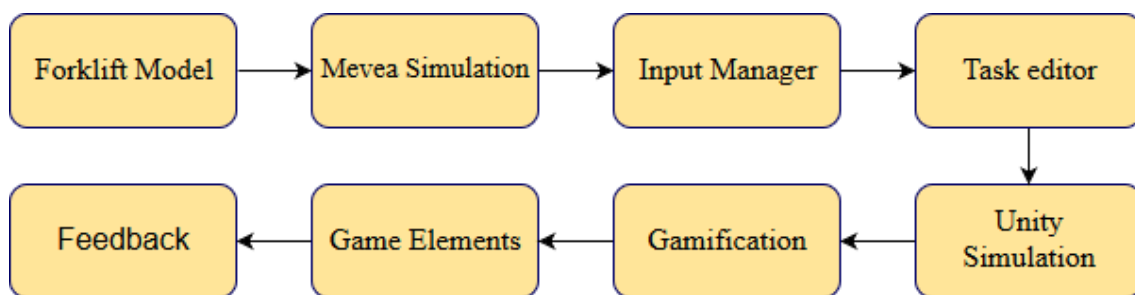 Forklift Model
Mevea Simulation
Input Manager
Task editor
Unity
Simulation
Gamification
Game Elements
Feedback